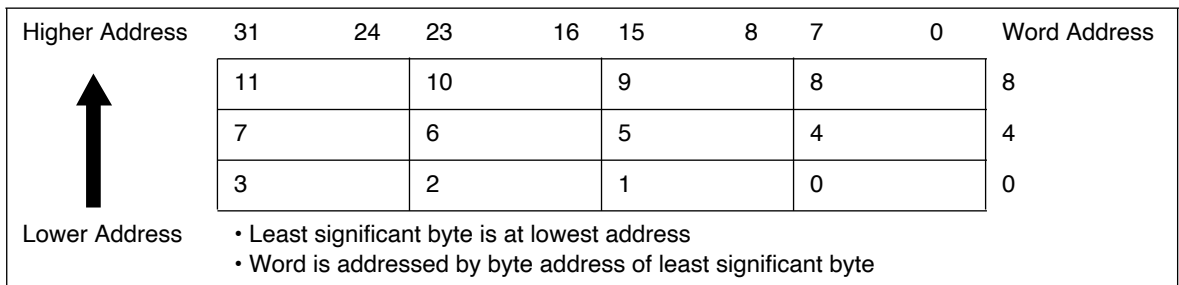 Higher Address 31 24 23 16 15 8 7 0 Word Address
11 10 9 8 8
7 6 5 4 4
3 2 1 0 0
Lower Address • Least significant byte is at lowest address
• Word is addressed by byte address of least significant byte